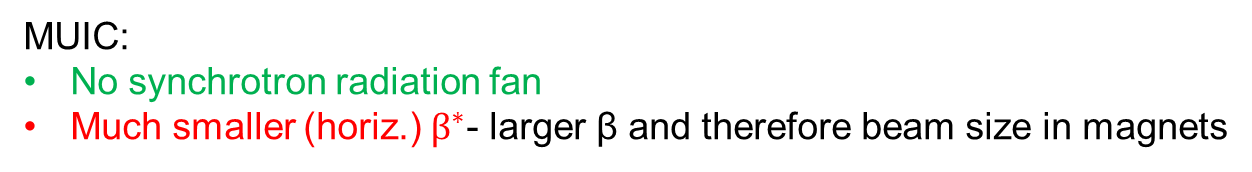 MUIC:
• No synchrotron radiation fan
• Much smaller (horiz.) β*- larger β and therefore beam size in magnets